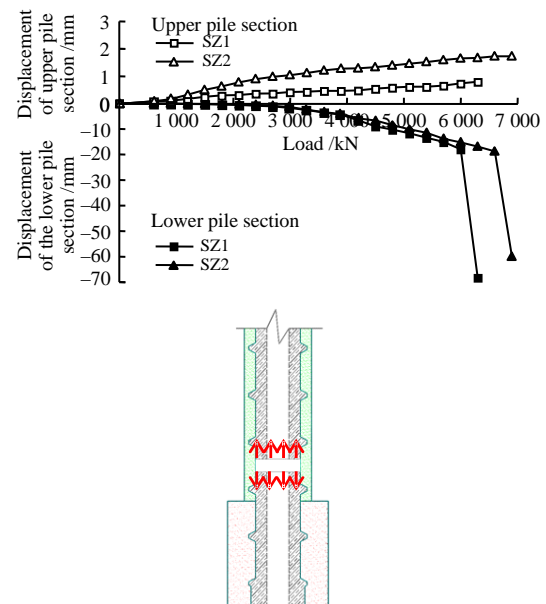 Displacement
of upper pile
section /mm
3
2
1
0
Upper pile section
SZ1
SZ2
1 000 2 000 3 000 4 000 5 000 6 000 7 000
Load /kN
Displacement
of the lower pile
section /mm
–10
–20
–30
–40
–50
–60
–70
Lower pile section
SZ1
SZ2